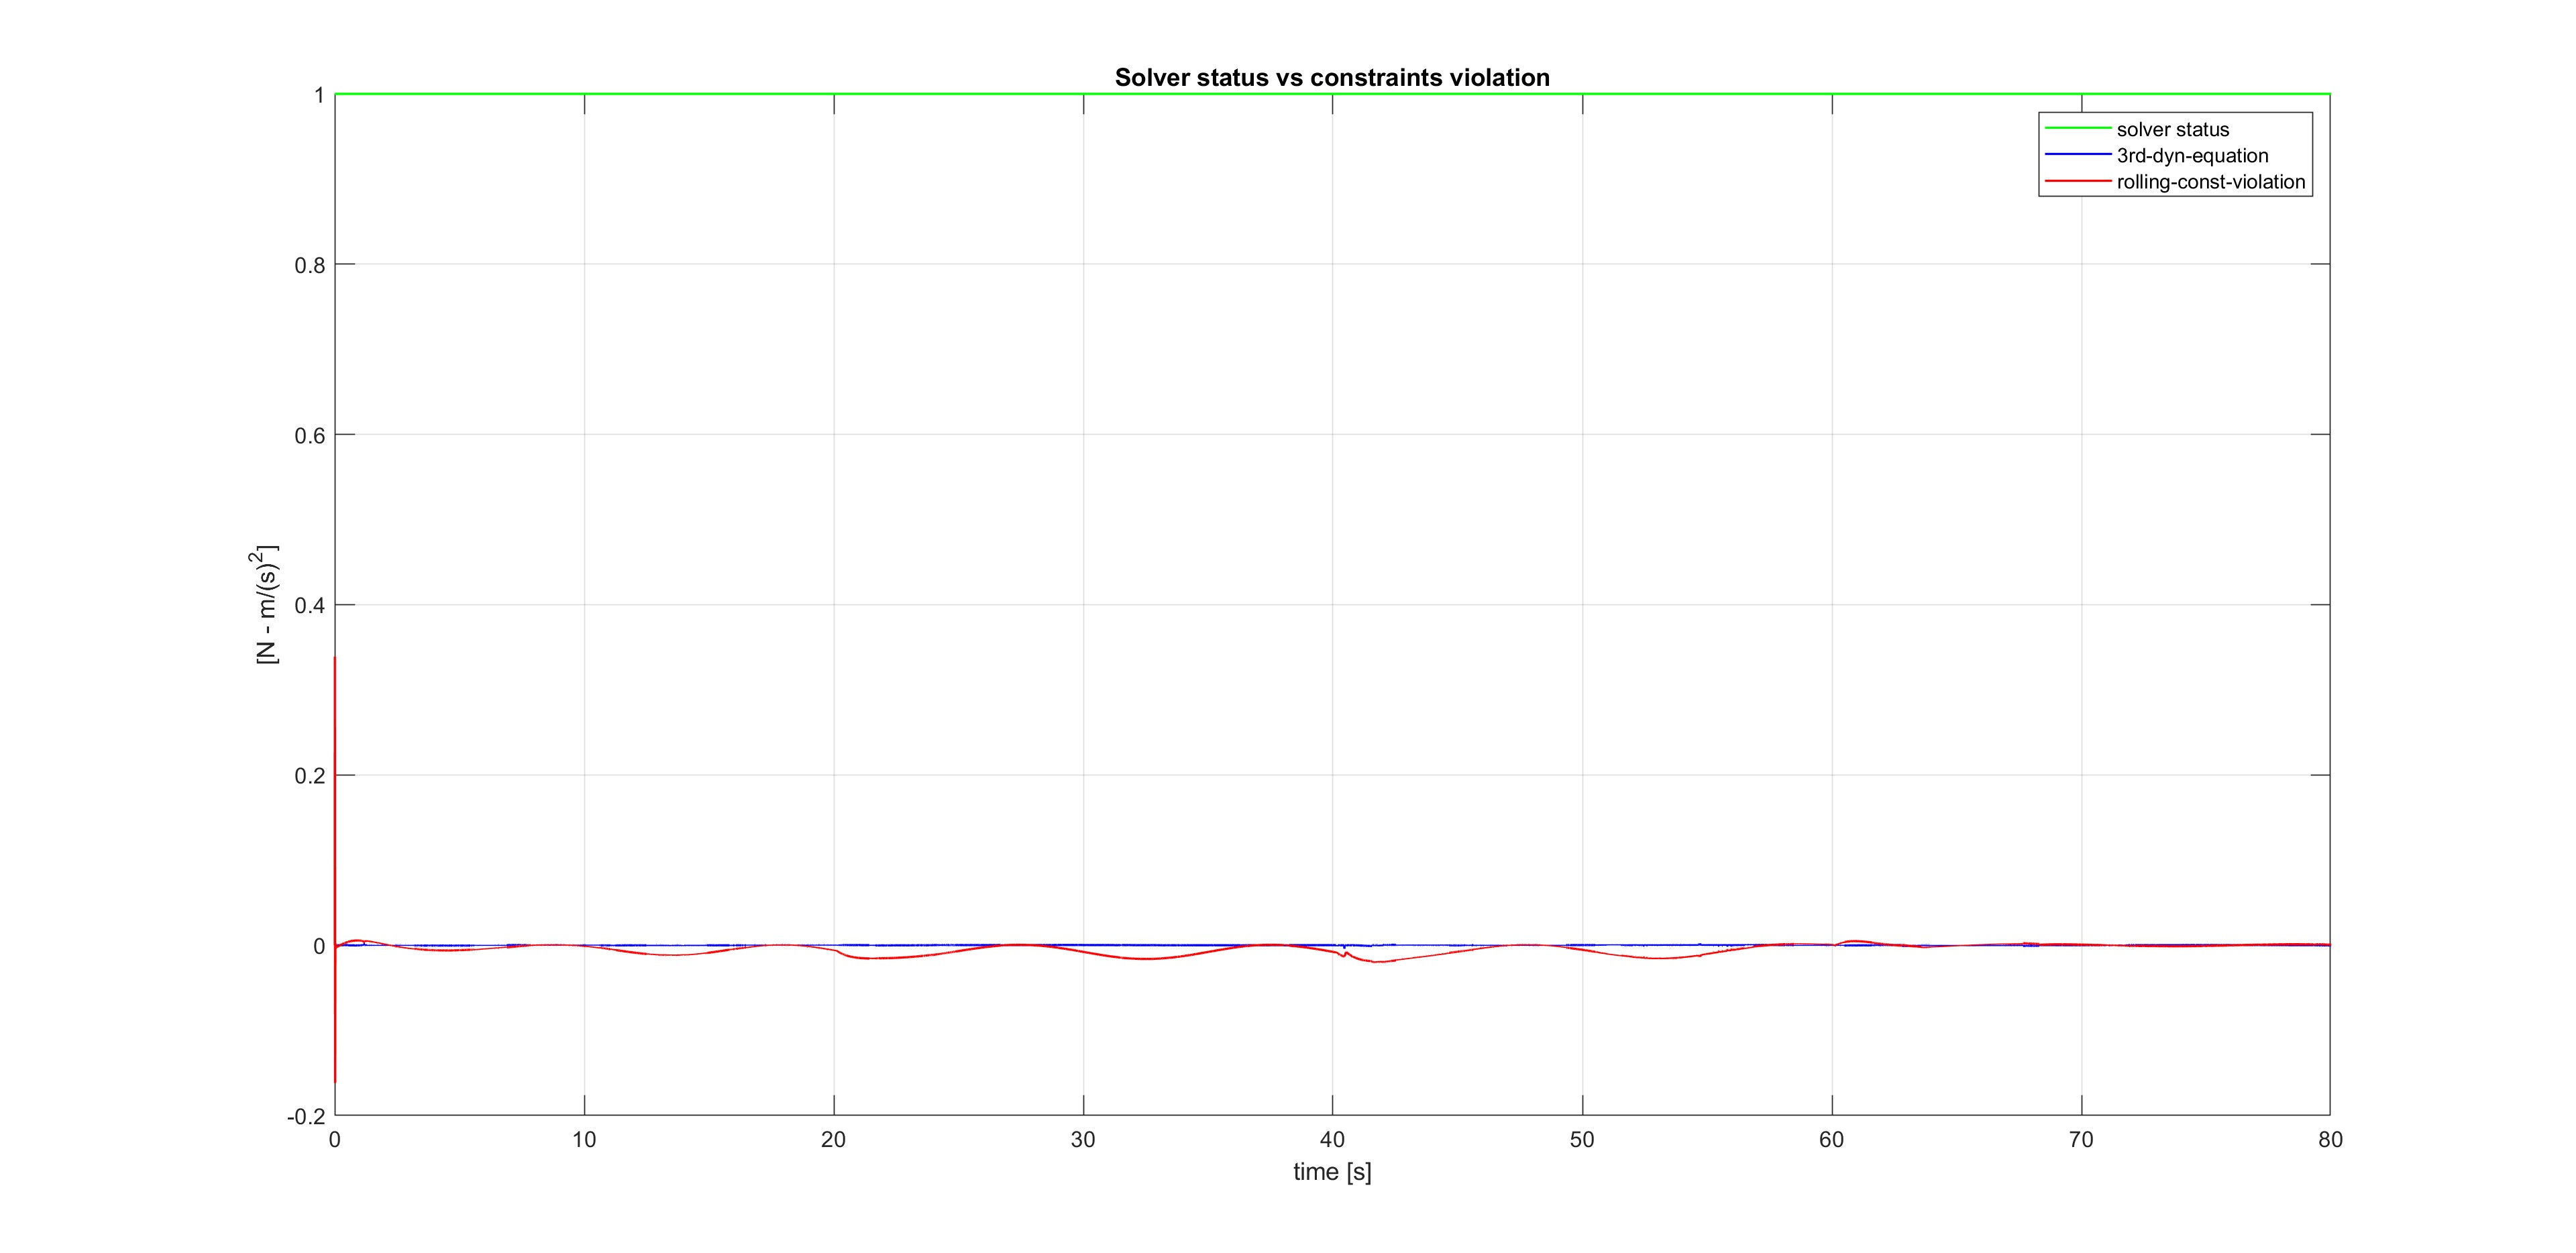 Solver status vs constraints violation
1
0.8
0.6
0.4
0.2
0
-0.2
[N - m/(s)^2]
solver status
3rd-dyn-equation
rolling-const-violation
0 10 20 30 40 50 60 70 80
time [s]